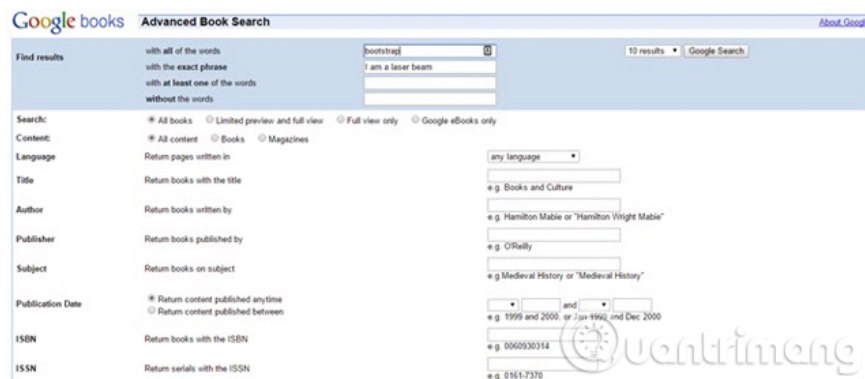 Google books Advanced Book Search About Googl
Find results with all of the words bootstrap 10 results Google Search
with the exact phrase I am a laser beam
with at least one of the words
without the words
Search: All books Limited preview and full view Full view only Google eBooks only
Content: All content Books Magazines
Language Return pages written in any language
Title Return books with the title
e.g. Books and Culture
Author Return books written by
e.g. Hamilton Mabie or "Hamilton Wright Mabie"
Publisher Return books published by
e.g. O'Reilly
Subject Return books on subject
e.g Medieval History or "Medieval History"
Publication Date Return content published anytime and
Return content published between e.g. 1999 and 2000, or Jan 1999 and Dec 2000
ISBN Return books with the ISBN
e.g. 0060930314
ISSN Return serials with the ISSN
e.g. 0161-7370
Quantrimang